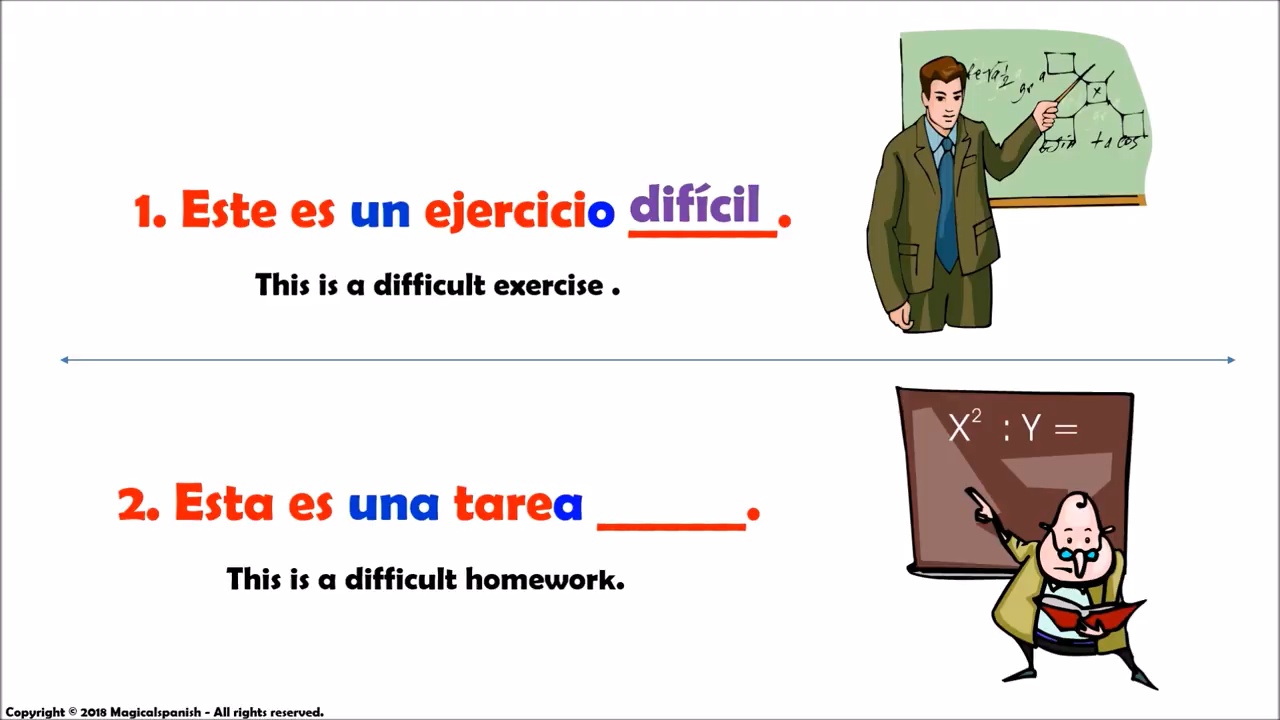 1. Este es un ejercicio difícil.
This is a difficult exercise .
X² : Y =
2. Esta es una tarea ______.
This is a difficult homework.
Copyright © 2018 Magicalspanish - All rights reserved.